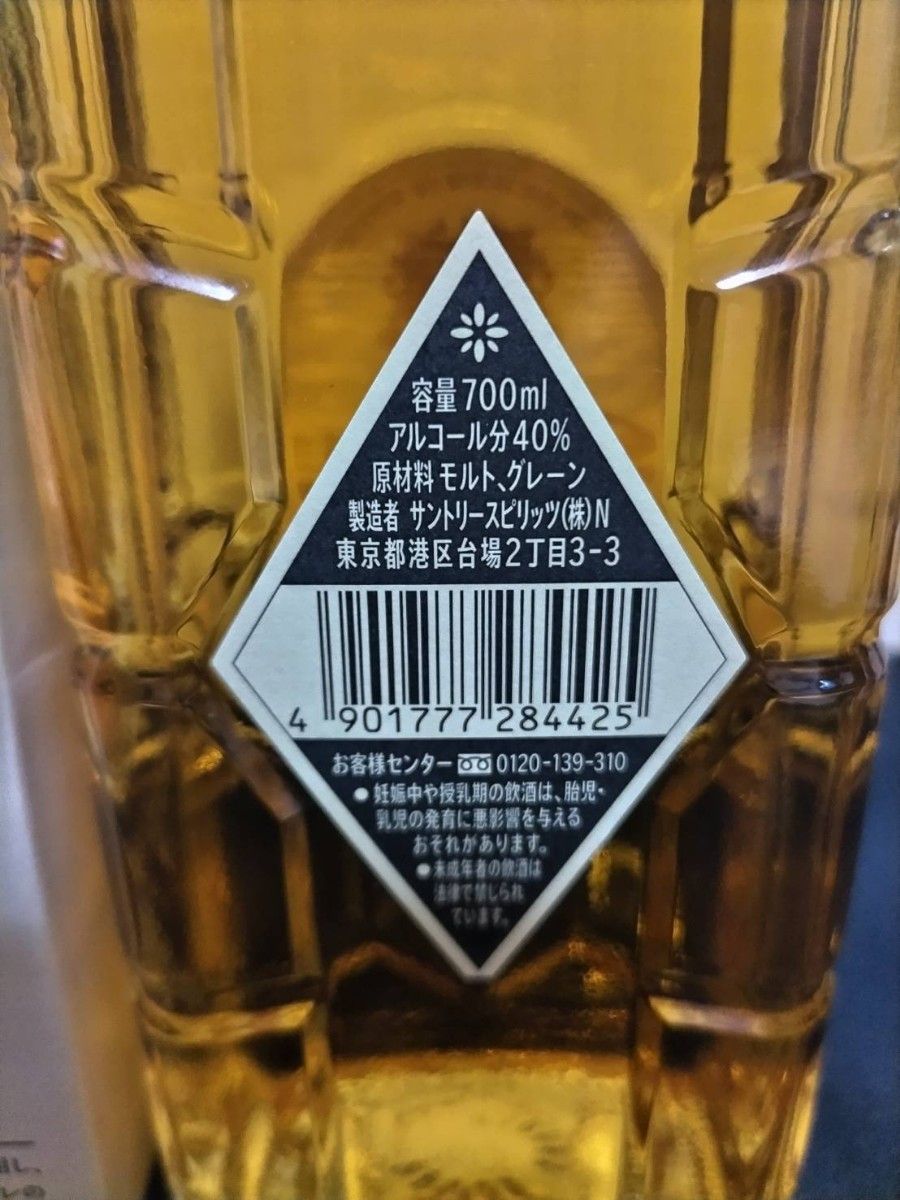 容量700ml
アルコール分40%
原材料 モルト、グレーン
製造者 サントリースピリッツ(株)N
東京都港区台場2丁目3-3
4 901777 284425
お客様センター 0120-139-310
●妊娠中や授乳期の飲酒は、胎児・
乳児の発育に悪影響を与える
おそれがあります。
●未成年者の飲酒は
法律で禁じられ
ています。